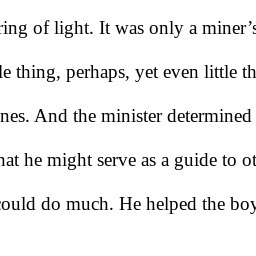 ring of light. It was only a miner’s
le thing, perhaps, yet even little th
nes. And the minister determined
hat he might serve as a guide to ot
could do much. He helped the boy